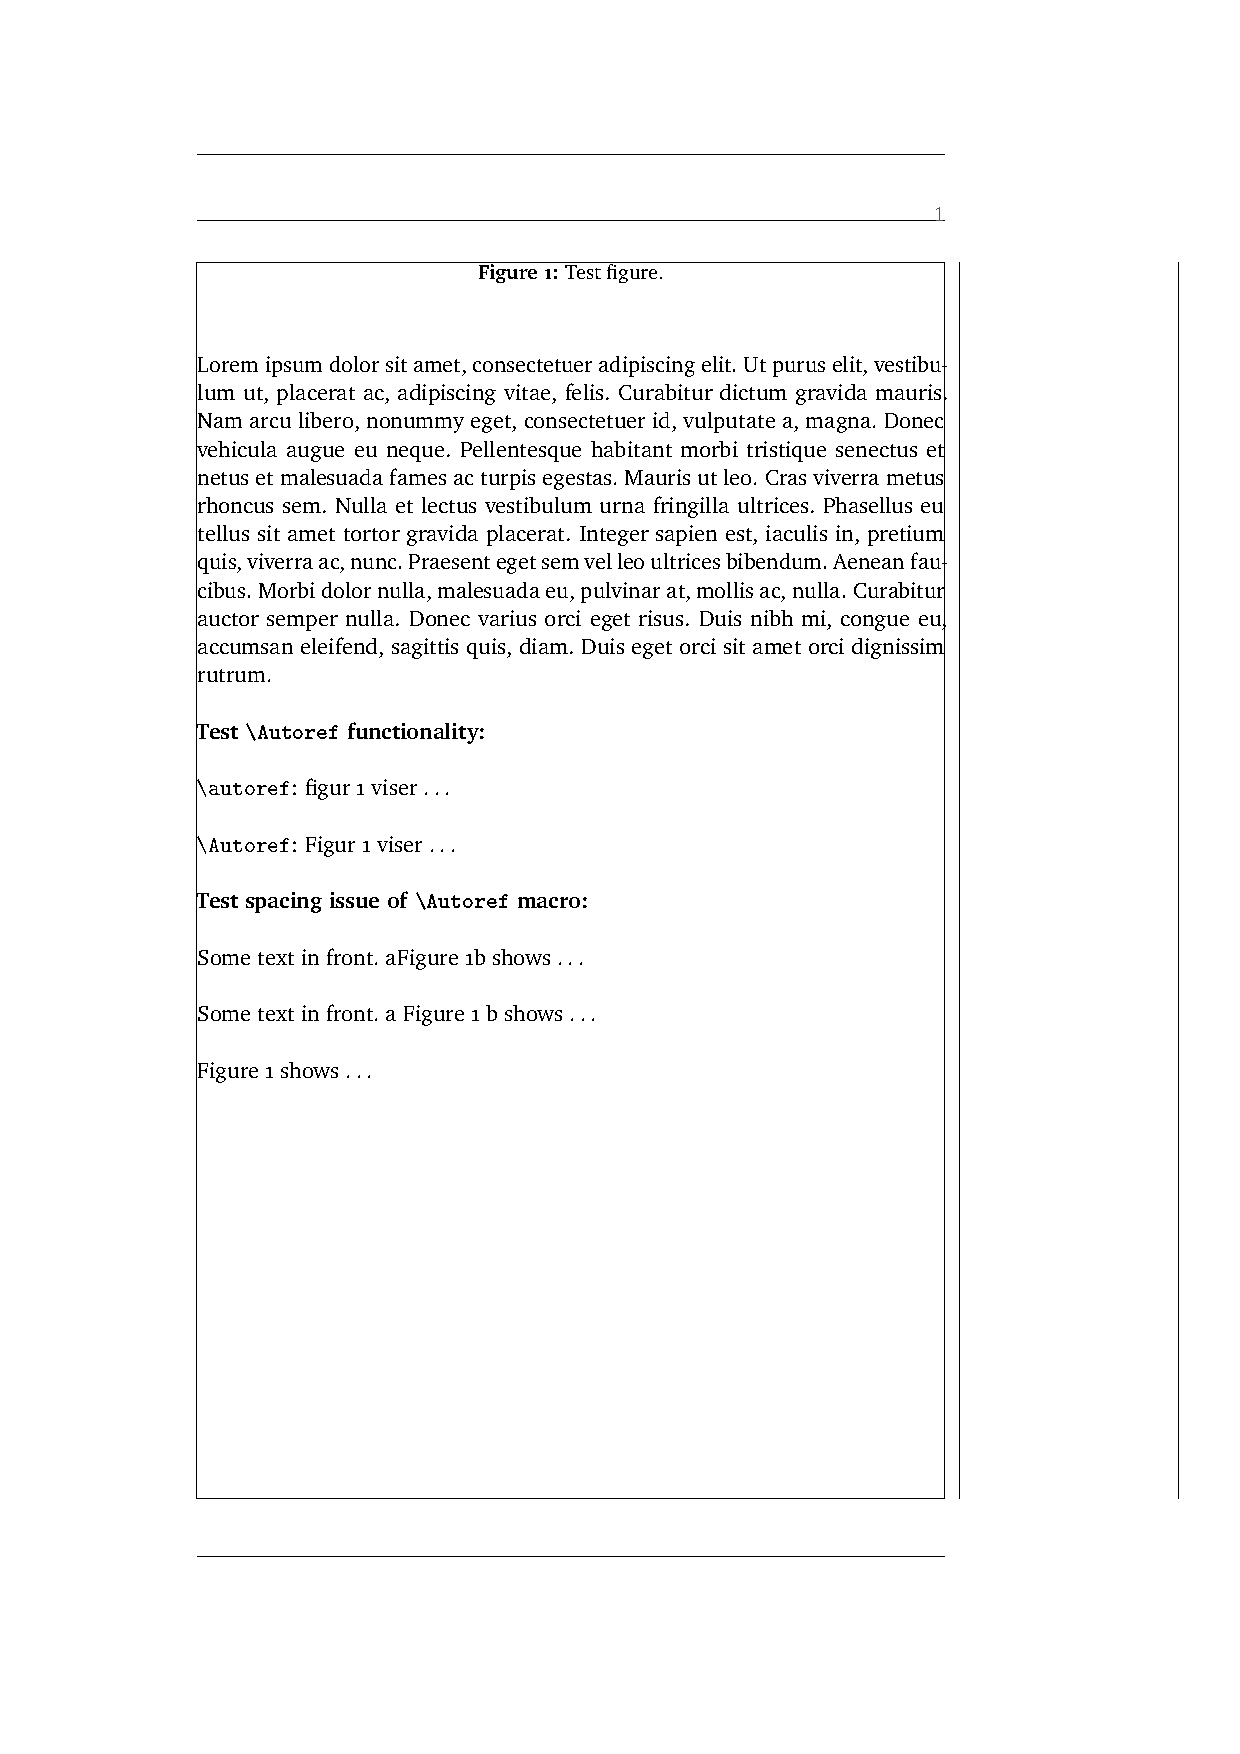 1
Figure 1: Test figure.
Lorem ipsum dolor sit amet, consectetuer adipiscing elit. Ut purus elit, vestibu-
lum ut, placerat ac, adipiscing vitae, felis. Curabitur dictum gravida mauris.
Nam arcu libero, nonummy eget, consectetuer id, vulputate a, magna. Donec
vehicula augue eu neque. Pellentesque habitant morbi tristique senectus et
netus et malesuada fames ac turpis egestas. Mauris ut leo. Cras viverra metus
rhoncus sem. Nulla et lectus vestibulum urna fringilla ultrices. Phasellus eu
tellus sit amet tortor gravida placerat. Integer sapien est, iaculis in, pretium
quis, viverra ac, nunc. Praesent eget sem vel leo ultrices bibendum. Aenean fau-
cibus. Morbi dolor nulla, malesuada eu, pulvinar at, mollis ac, nulla. Curabitur
auctor semper nulla. Donec varius orci eget risus. Duis nibh mi, congue eu,
accumsan eleifend, sagittis quis, diam. Duis eget orci sit amet orci dignissim
rutrum.
Test \Autoref functionality:
\autoref: figur 1 viser ...
\Autoref: Figur 1 viser ...
Test spacing issue of \Autoref macro:
Some text in front. aFigure 1b shows ...
Some text in front. a Figure 1 b shows ...
Figure 1 shows ...